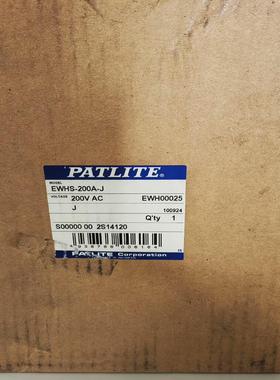 PATLITE
MODEL
EWHS-200A-J
VOLTAGE 200V AC EWH00025
J 100924
Q'ty 1
S00000 00 2S14120
PATLITE Corporation